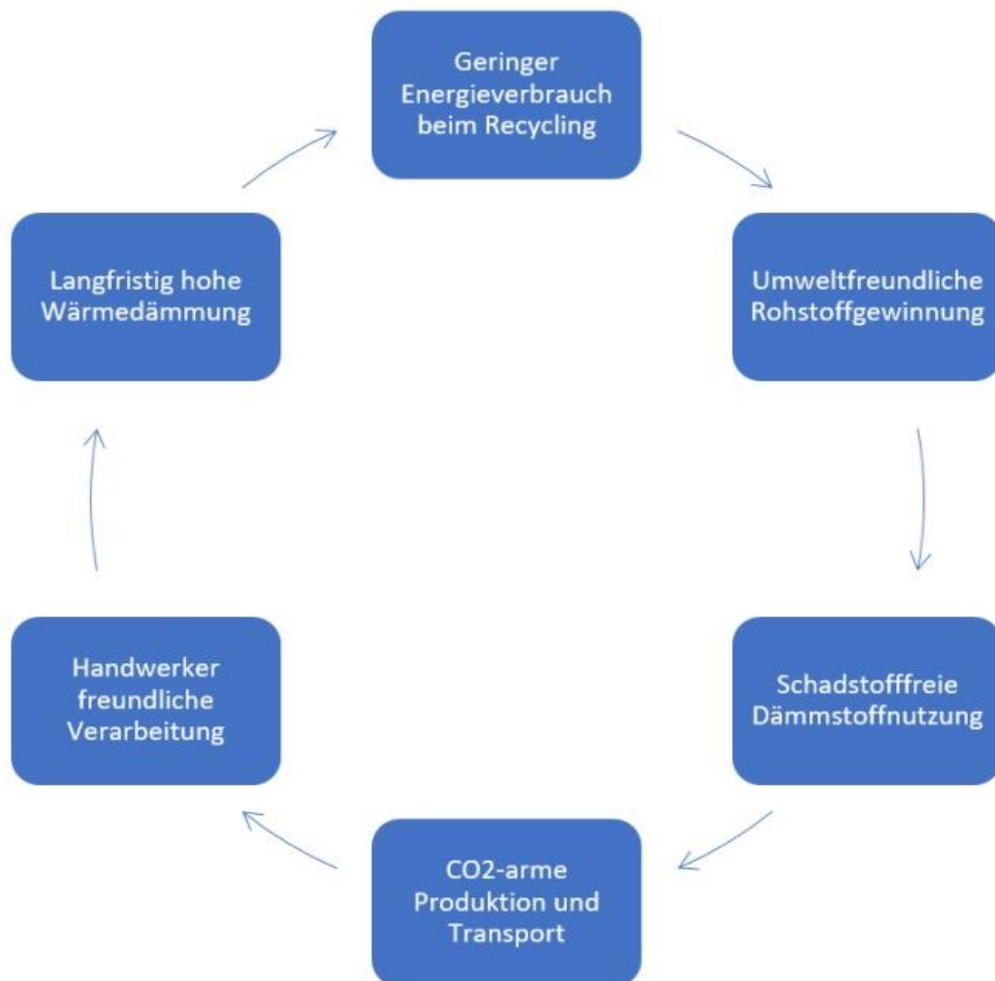 Geringer
Energieverbrauch
beim Recycling
Umweltfreundliche
Rohstoffgewinnung
Schadstofffreie
Dämmstoffnutzung
CO2-arme
Produktion und
Transport
Handwerker
freundliche
Verarbeitung
Langfristig hohe
Wärmedämmung